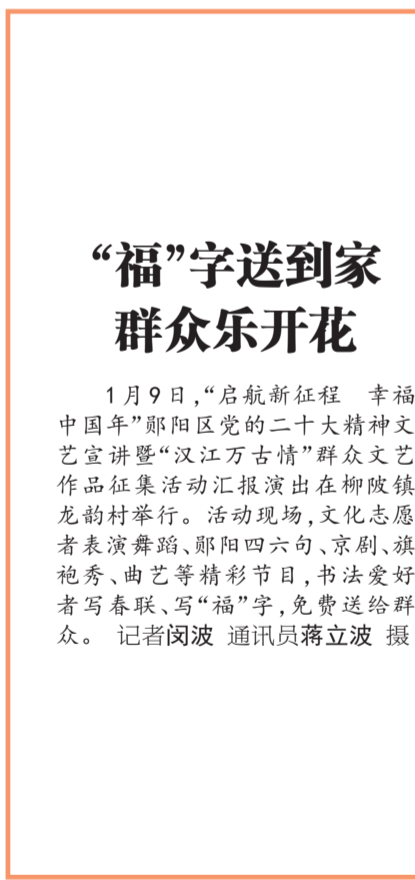 “福”字送到家
群众乐开花
1月9日,“启航新征程　幸福
中国年”郧阳区党的二十大精神文
艺宣讲暨“汉江万古情”群众文艺
作品征集活动汇报演出在柳陂镇
龙韵村举行。活动现场,文化志愿
者表演舞蹈、郧阳四六句、京剧、旗
袍秀、曲艺等精彩节目,书法爱好
者写春联、写“福”字,免费送给群
众。 记者闵波 通讯员蒋立波 摄